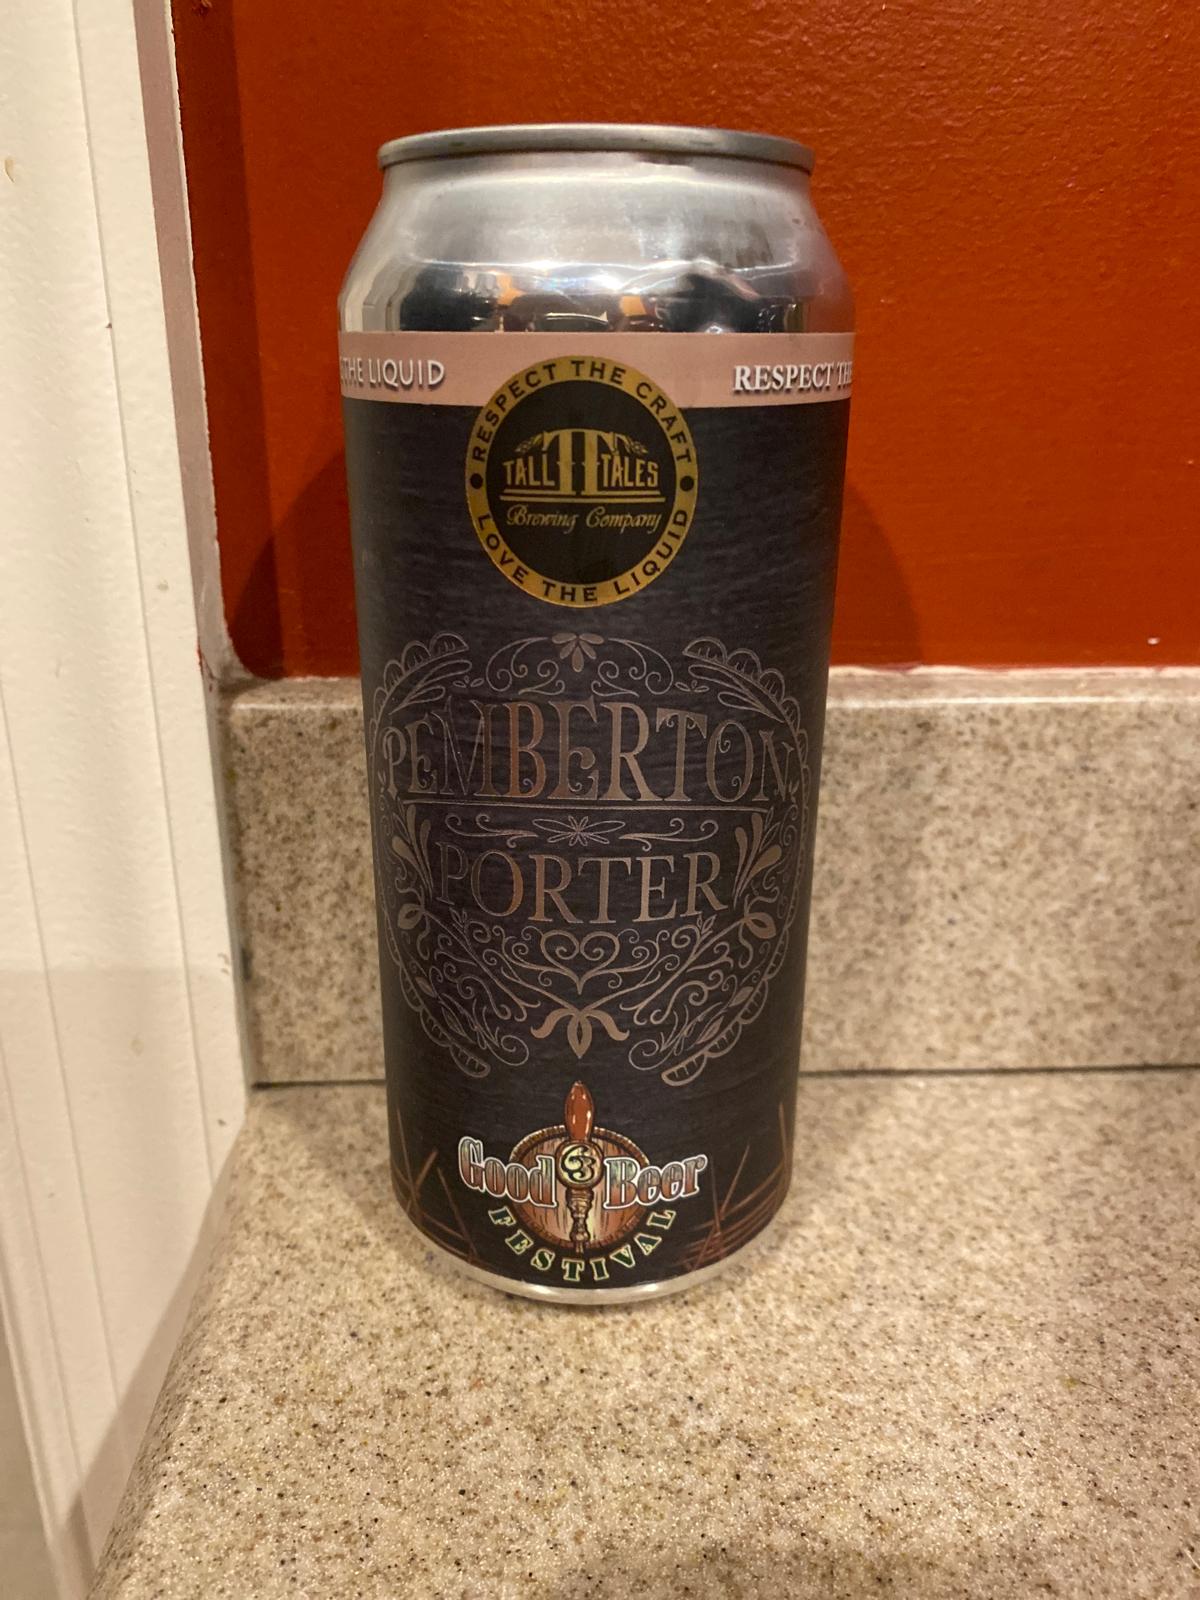 THE LIQUID
RESPECT THE
RESPECT THE CRAFT
TALL TT TALES
Brewing Company
LOVE THE LIQUID
PEMBERTON
PORTER
Good Beer
FESTIVAL